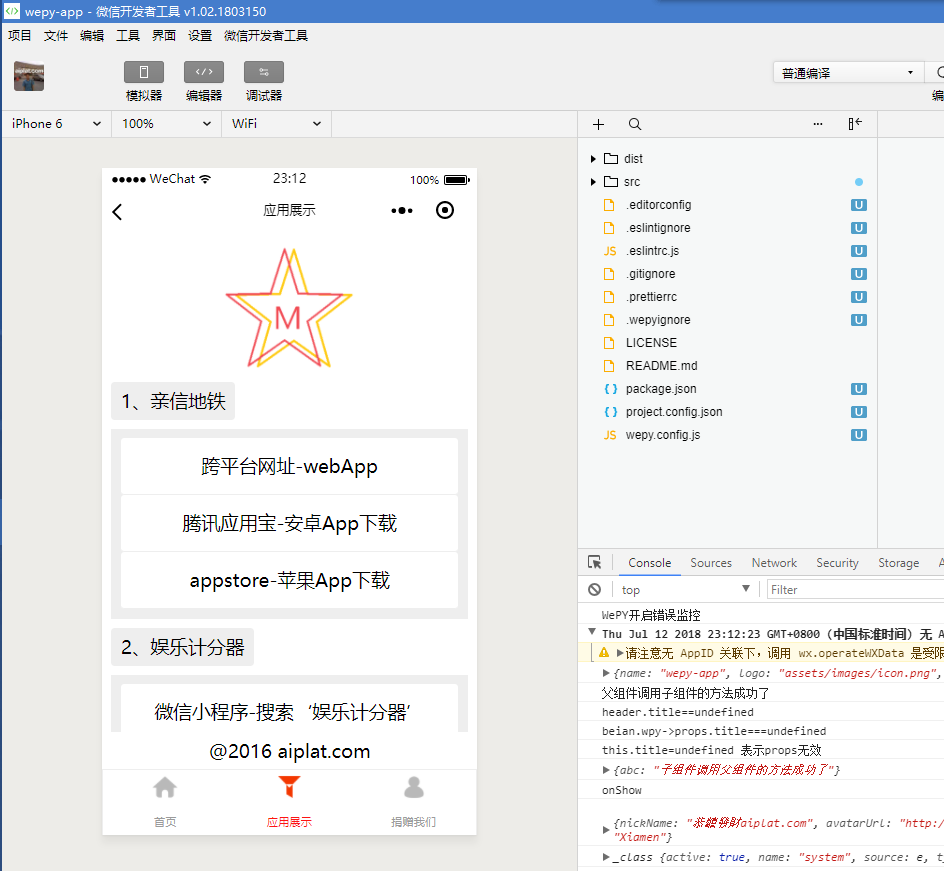 wepy-app - 微信开发者工具 v1.02.1803150
项目 文件 编辑 工具 界面 设置 微信开发者工具
模拟器 编辑器 调试器
普通编译
iPhone 6 100% WiFi
WeChat 23:12 100%
应用展示
M
1、亲信地铁
跨平台网址-webApp
腾讯应用宝-安卓App下载
appstore-苹果App下载
2、娱乐计分器
微信小程序-搜索‘娱乐计分器’
@2016 aiplat.com
首页 应用展示 捐赠我们
dist
src
.editorconfig U
.eslintignore U
JS .eslintrc.js U
.gitignore U
.prettierrc U
.wepyignore U
LICENSE
README.md
{ } package.json U
{ } project.config.json U
JS wepy.config.js U
Console Sources Network Security Storage
top Filter
WePY开启错误监控
Thu Jul 12 2018 23:12:23 GMT+0800 (中国标准时间) 无 A
请注意无 AppID 关联下，调用 wx.operateWXData 是受限
{name: "wepy-app", logo: "assets/images/icon.png",
父组件调用子组件的方法成功了
header.title==undefined
beian.wpy->props.title===undefined
this.title=undefined 表示props无效
{abc: "子组件调用父组件的方法成功了"}
onShow
{nickName: "恭禧發財aiplat.com", avatarUrl: "http:/
"Xiamen"}
_class {active: true, name: "system", source: e, t